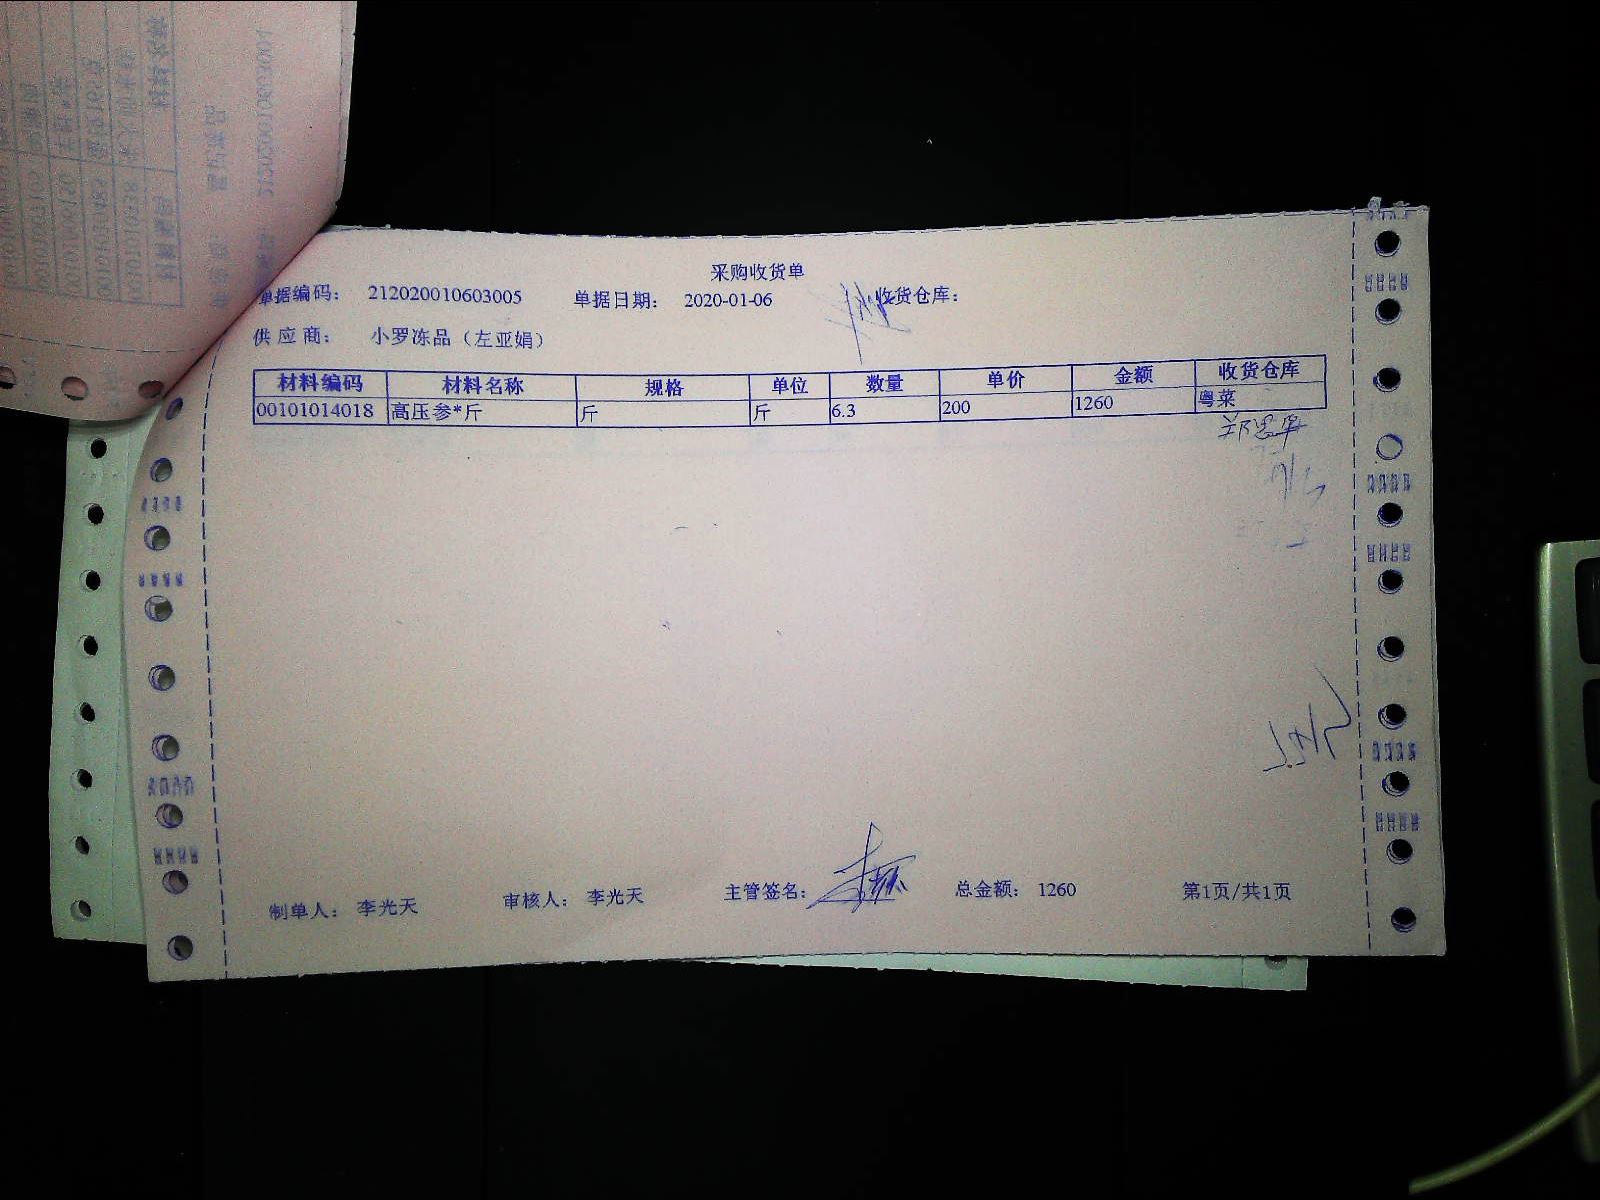 采购收货单
单据编码： 212020010603005 单据日期： 2020-01-06 收货仓库：
供应商： 小罗冻品（左亚娟）
材料编码 材料名称 规格 单位 数量 单价 金额 收货仓库
00101014018 高压参*斤 斤 斤 6.3 200 1260 粤菜
制单人： 李光天 审核人： 李光天 主管签名： 总金额： 1260 第1页/共1页